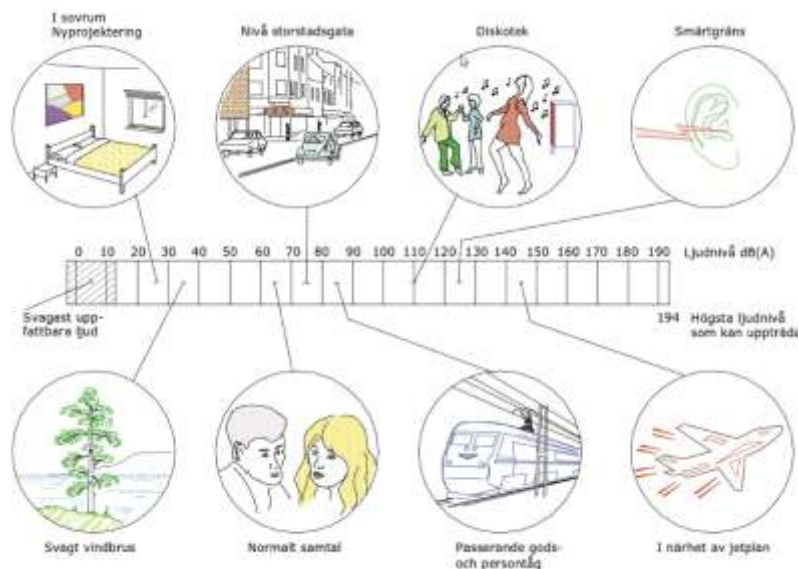 I sovrum
Nyprojektering
Nivå storstadsgata
Diskotek
Smärtgräns
0 10 20 30 40 50 60 70 80 90 100 110 120 130 140 150 160 170 180 190 Ljudnivå dB(A)
Svagast upp-
fattbara ljud
194 Högsta ljudnivå
som kan uppträda
Svagt vindbrus
Normalt samtal
Passerande gods-
och persontåg
I närhet av jetplan